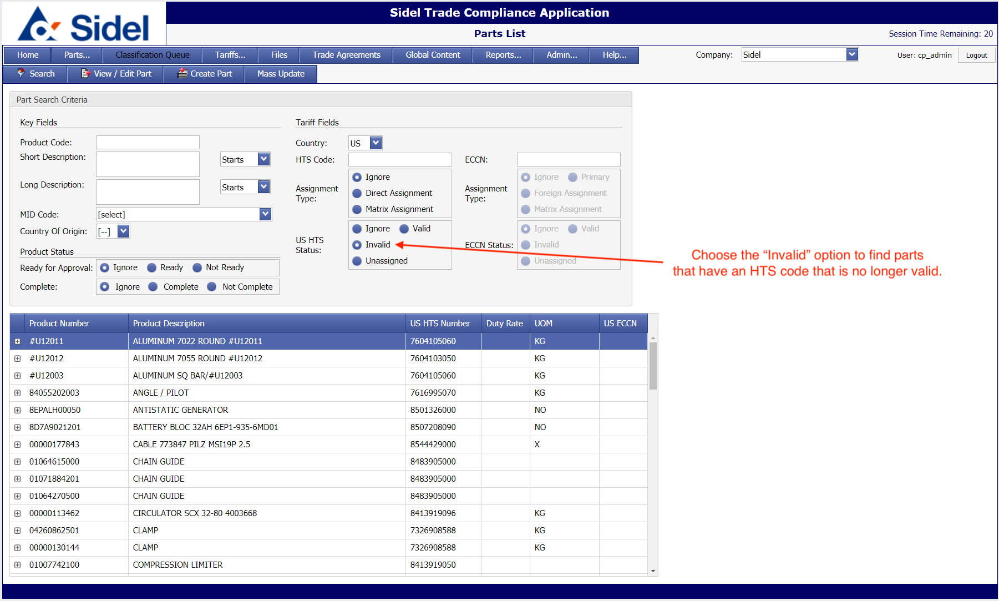 Sidel
Sidel Trade Compliance Application
Parts List
Session Time Remaining: 20
Home Parts... Classification Queue Tariffs... Files Trade Agreements Global Content Reports... Admin... Help... Company: Sidel User: cp_admin Logout
Search View / Edit Part Create Part Mass Update
Part Search Criteria
Key Fields
Product Code:
Short Description: Starts
Long Description: Starts
MID Code: [select]
Country Of Origin: [--]
Product Status
Ready for Approval: Ignore Ready Not Ready
Complete: Ignore Complete Not Complete
Tariff Fields
Country: US
HTS Code:
Assignment
Type:
Ignore
Direct Assignment
Matrix Assignment
US HTS
Status:
Ignore Valid
Invalid
Unassigned
ECCN:
Assignment
Type:
Ignore Primary
Foreign Assignment
Matrix Assignment
ECCN Status:
Ignore Valid
Invalid
Unassigned
Choose the “Invalid” option to find parts
that have an HTS code that is no longer valid.
Product Number Product Description US HTS Number Duty Rate UOM US ECCN
#U12011 ALUMINUM 7022 ROUND #U12011 7604105060 KG
#U12012 ALUMINUM 7055 ROUND #U12012 7604103050 KG
#U12003 ALUMINUM SQ BAR/#U12003 7604105060 KG
84055202003 ANGLE / PILOT 7616995070 KG
8EPALH00050 ANTISTATIC GENERATOR 8501326000 NO
8D7A9021201 BATTERY BLOC 32AH 6EP1-935-6MD01 8507208090 NO
00000177843 CABLE 773847 PILZ MSI19P 2.5 8544429000 X
01064615000 CHAIN GUIDE 8483905000
01071884201 CHAIN GUIDE 8483905000
01064270500 CHAIN GUIDE 8483905000
00000113462 CIRCULATOR SCX 32-80 4003668 8413919096 KG
04260862501 CLAMP 7326908588 KG
00000130144 CLAMP 7326908588 KG
01007742100 COMPRESSION LIMITER 8413919050